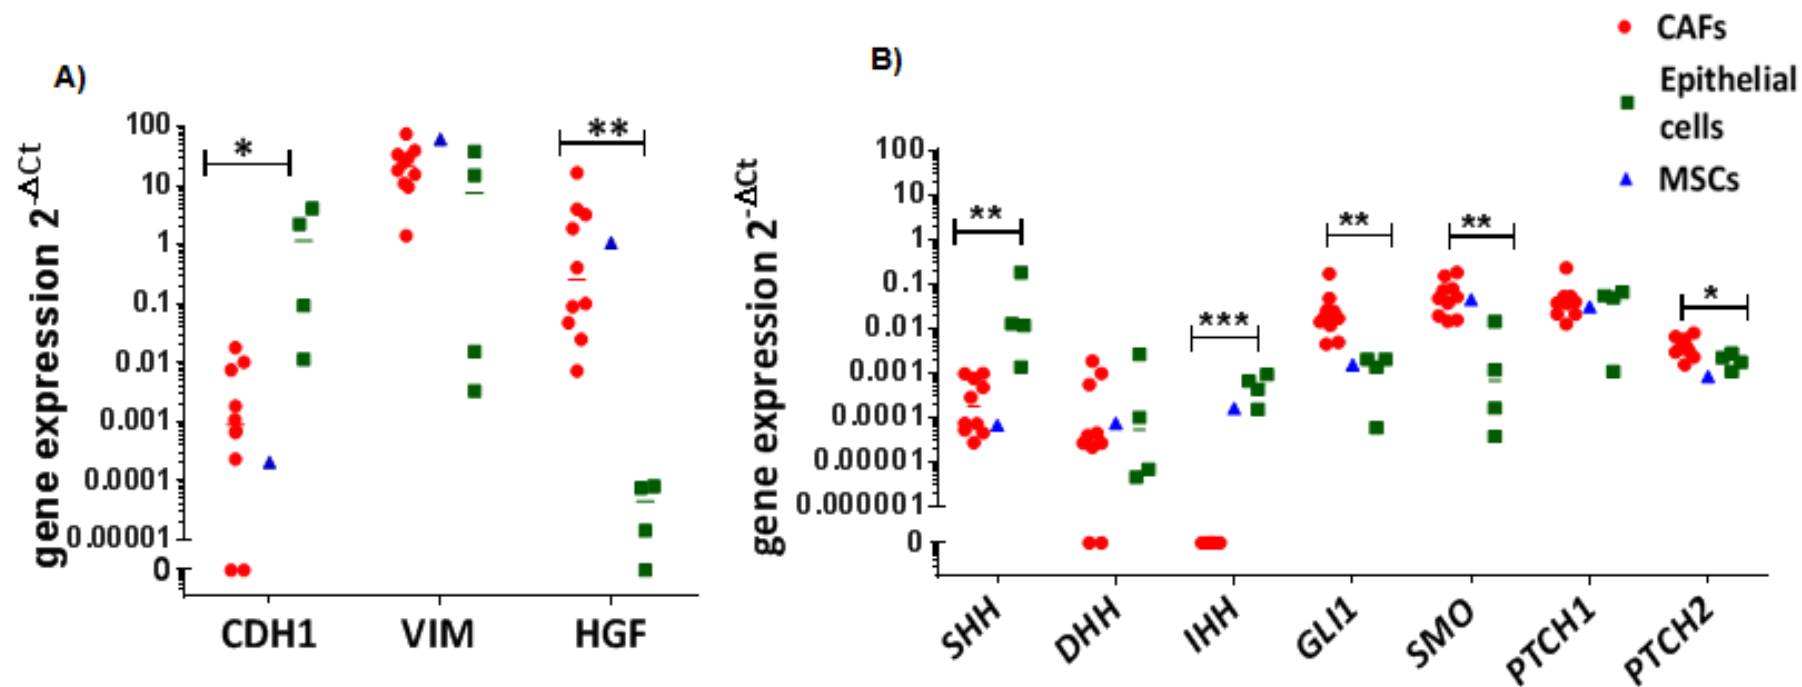 A)
gene expression 2^-ΔCt
100
10
1
0.1
0.01
0.001
0.0001
0.00001
0
*
**
CDH1 VIM HGF
B)
gene expression 2^-ΔCt
100
10
1
0.1
0.01
0.001
0.0001
0.00001
0.000001
0
**
***
**
**
*
SHH DHH IHH GLI1 SMO PTCH1 PTCH2
CAFs
Epithelial
cells
MSCs